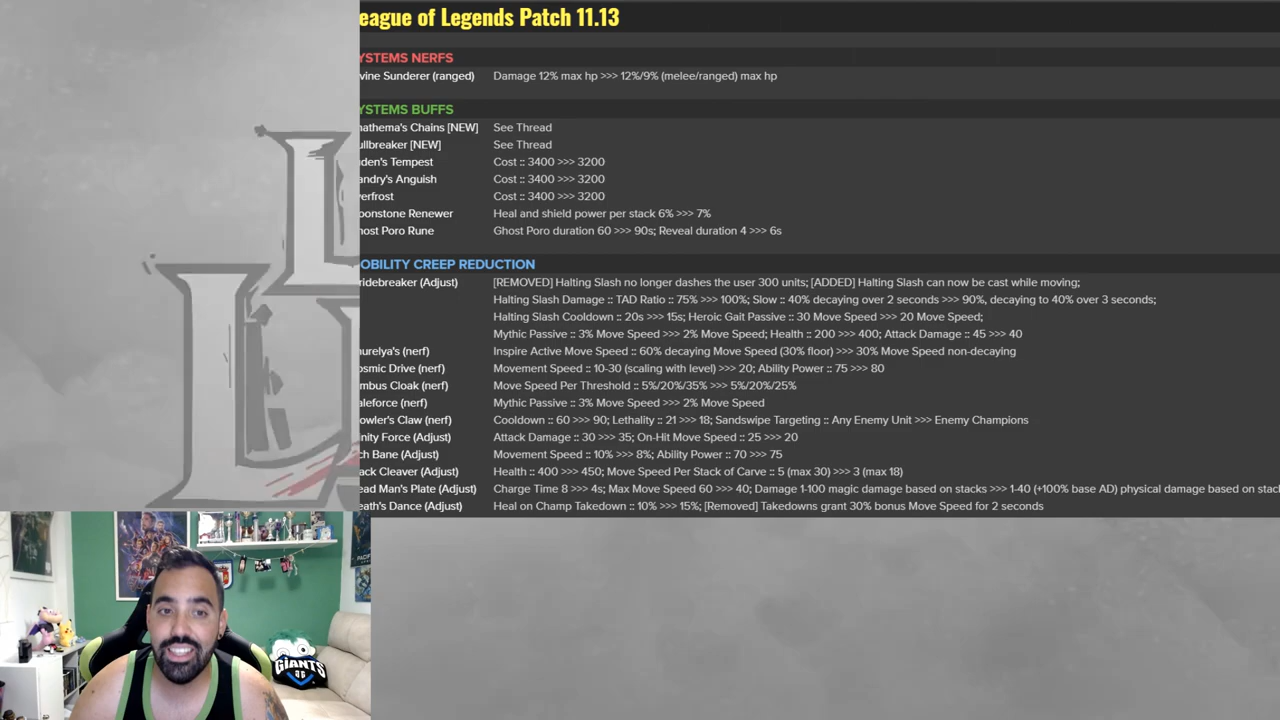 eague of Legends Patch 11.13
YSTEMS NERFS
vine Sunderer (ranged) Damage 12% max hp >>> 12%/9% (melee/ranged) max hp
YSTEMS BUFFS
nathema's Chains [NEW] See Thread
ullbreaker [NEW] See Thread
uden's Tempest Cost :: 3400 >>> 3200
andry's Anguish Cost :: 3400 >>> 3200
verfrost Cost :: 3400 >>> 3200
oonstone Renewer Heal and shield power per stack 6% >>> 7%
host Poro Rune Ghost Poro duration 60 >>> 90s; Reveal duration 4 >>> 6s
OBILITY CREEP REDUCTION
ridebreaker (Adjust) [REMOVED] Halting Slash no longer dashes the user 300 units; [ADDED] Halting Slash can now be cast while moving;
Halting Slash Damage :: TAD Ratio :: 75% >>> 100%; Slow :: 40% decaying over 2 seconds >>> 90%, decaying to 40% over 3 seconds;
Halting Slash Cooldown :: 20s >>> 15s; Heroic Gait Passive :: 30 Move Speed >>> 20 Move Speed;
Mythic Passive :: 3% Move Speed >>> 2% Move Speed; Health :: 200 >>> 400; Attack Damage :: 45 >>> 40
hurelya's (nerf) Inspire Active Move Speed :: 60% decaying Move Speed (30% floor) >>> 30% Move Speed non-decaying
osmic Drive (nerf) Movement Speed :: 10-30 (scaling with level) >>> 20; Ability Power :: 75 >>> 80
mbus Cloak (nerf) Move Speed Per Threshold :: 5%/20%/35% >>> 5%/20%/25%
aleforce (nerf) Mythic Passive :: 3% Move Speed >>> 2% Move Speed
owler's Claw (nerf) Cooldown :: 60 >>> 90; Lethality :: 21 >>> 18; Sandswipe Targeting :: Any Enemy Unit >>> Enemy Champions
inity Force (Adjust) Attack Damage :: 30 >>> 35; On-Hit Move Speed :: 25 >>> 20
ch Bane (Adjust) Movement Speed :: 10% >>> 8%; Ability Power :: 70 >>> 75
ack Cleaver (Adjust) Health :: 400 >>> 450; Move Speed Per Stack of Carve :: 5 (max 30) >>> 3 (max 18)
ead Man's Plate (Adjust) Charge Time 8 >>> 4s; Max Move Speed 60 >>> 40; Damage 1-100 magic damage based on stacks >>> 1-40 (+100% base AD) physical damage based on stac
eath's Dance (Adjust) Heal on Champ Takedown :: 10% >>> 15%; [Removed] Takedowns grant 30% bonus Move Speed for 2 seconds
GIANTS